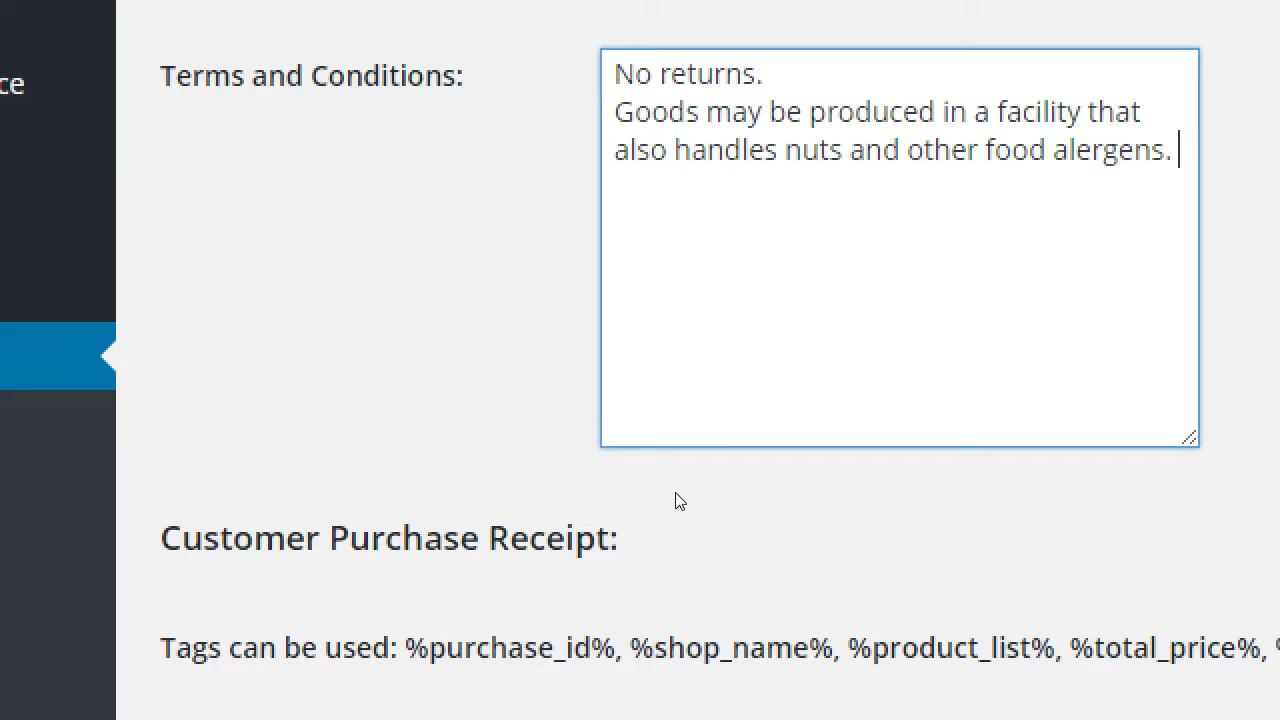 ce
Terms and Conditions:
No returns.
Goods may be produced in a facility that
also handles nuts and other food alergens.
Customer Purchase Receipt:
Tags can be used: %purchase_id%, %shop_name%, %product_list%, %total_price%, %